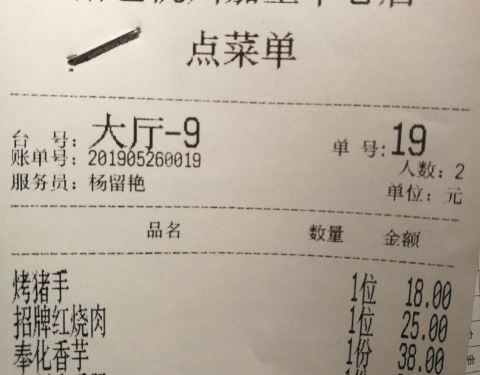 点菜单
台 号: 大厅-9 单 号: 19
账单号: 201905260019 人数: 2
服务员: 杨留艳 单位: 元
品名 数量 金额
烤猪手 1位 18.00
招牌红烧肉 1位 25.00
奉化香芋 1份 38.00